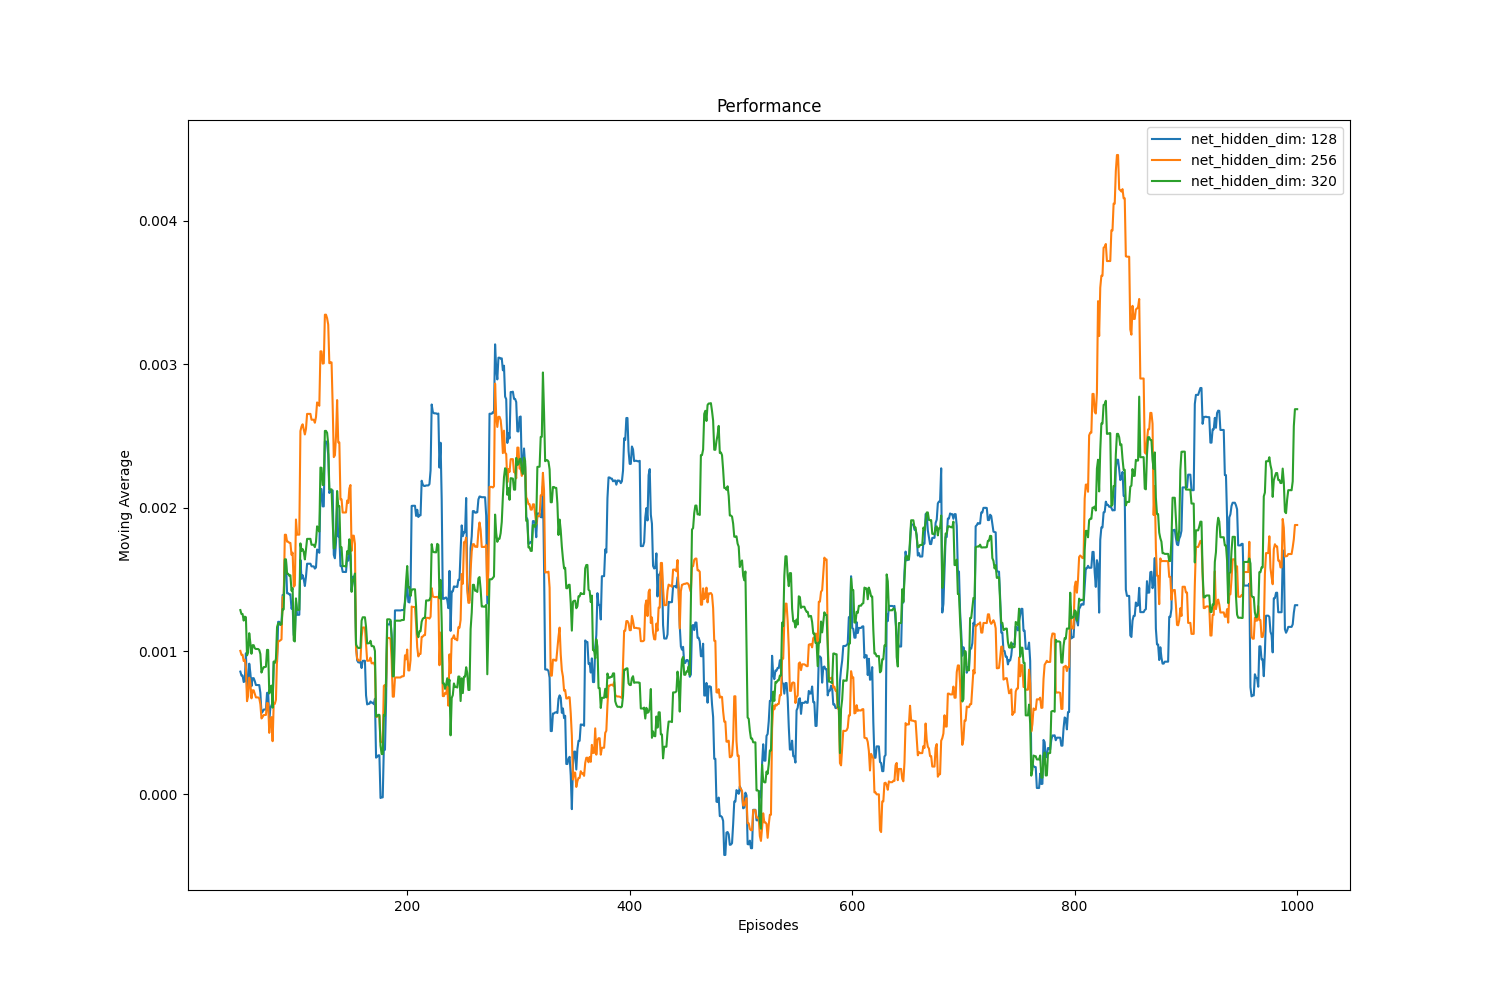 Performance
net_hidden_dim: 128
net_hidden_dim: 256
net_hidden_dim: 320
0.004
0.003
0.002
0.001
0.000
Moving Average
200
400
600
800
1000
Episodes